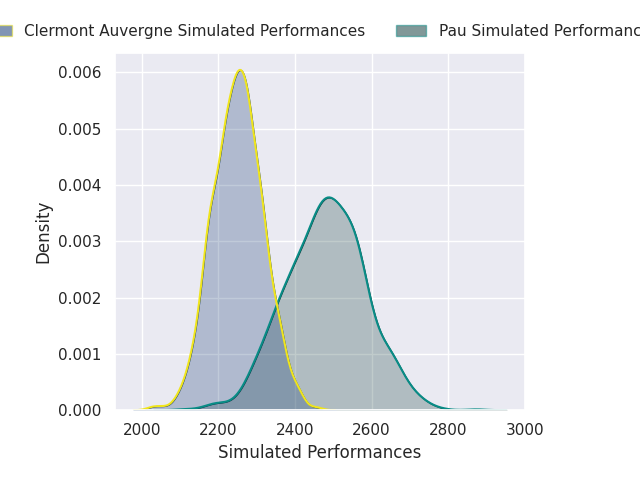 Clermont Auvergne Simulated Performances Pau Simulated Performanc
0.006
0.005
0.004
0.003
0.002
0.001
0.000
Density
2000 2200 2400 2600 2800 3000
Simulated Performances